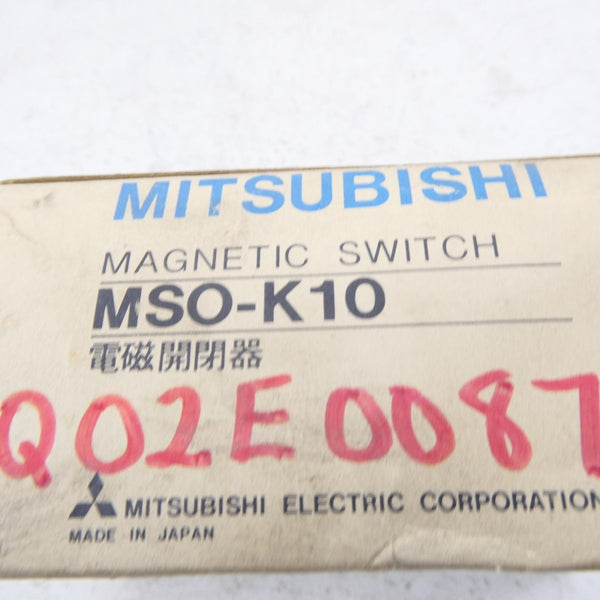 MITSUBISHI
MAGNETIC SWITCH
MSO-K10
電磁開閉器
Q02E0087
MITSUBISHI ELECTRIC CORPORATION
MADE IN JAPAN